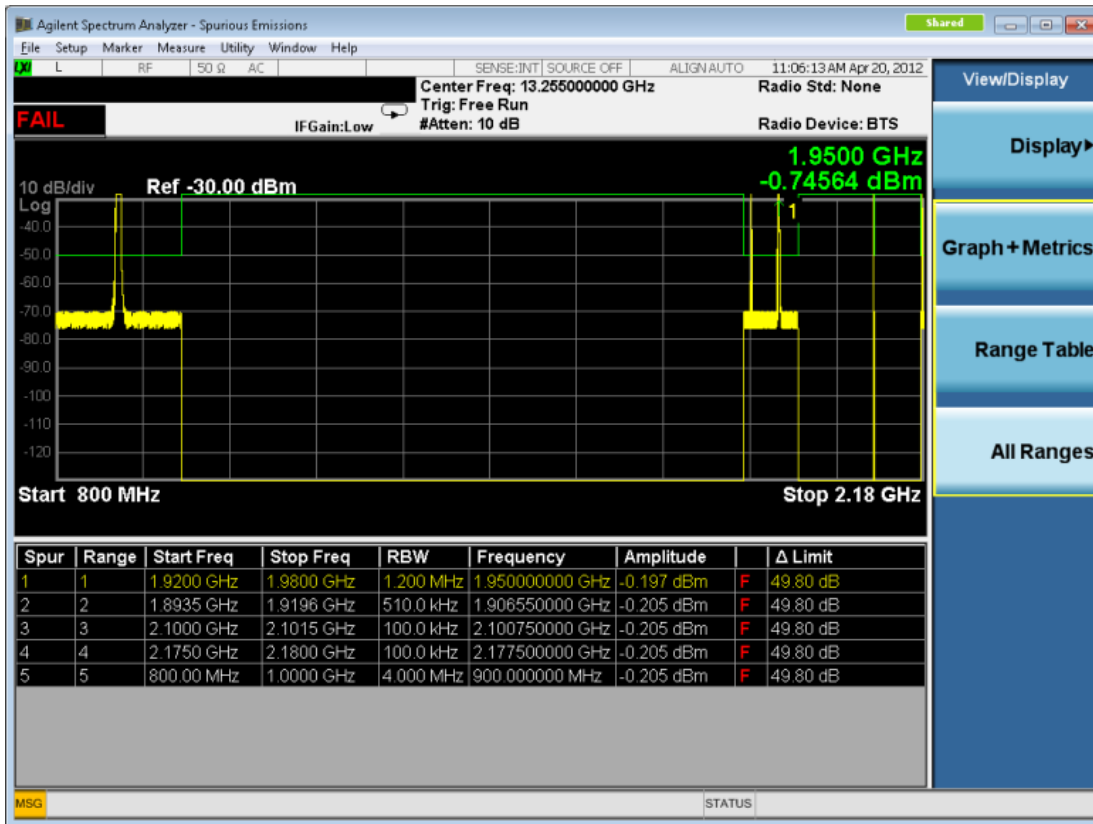 Agilent Spectrum Analyzer - Spurious Emissions
Shared
File Setup Marker Measure Utility Window Help
LXI L RF 50 Ω AC SENSE:INT SOURCE OFF ALIGN AUTO 11:06:13 AM Apr 20, 2012
Center Freq: 13.255000000 GHz Radio Std: None
Trig: Free Run
FAIL IFGain:Low #Atten: 10 dB Radio Device: BTS
1.9500 GHz
10 dB/div Ref -30.00 dBm -0.74564 dBm
Log
1
-40.0
-50.0
-60.0
-70.0
-80.0
-90.0
-100
-110
-120
Start 800 MHz Stop 2.18 GHz
Spur Range Start Freq Stop Freq RBW Frequency Amplitude Δ Limit
1 1 1.9200 GHz 1.9800 GHz 1.200 MHz 1.950000000 GHz -0.197 dBm F 49.80 dB
2 2 1.8935 GHz 1.9196 GHz 510.0 kHz 1.906550000 GHz -0.205 dBm F 49.80 dB
3 3 2.1000 GHz 2.1015 GHz 100.0 kHz 2.100750000 GHz -0.205 dBm F 49.80 dB
4 4 2.1750 GHz 2.1800 GHz 100.0 kHz 2.177500000 GHz -0.205 dBm F 49.80 dB
5 5 800.00 MHz 1.0000 GHz 4.000 MHz 900.000000 MHz -0.205 dBm F 49.80 dB
MSG STATUS
View/Display
Display
Graph + Metrics
Range Table
All Ranges